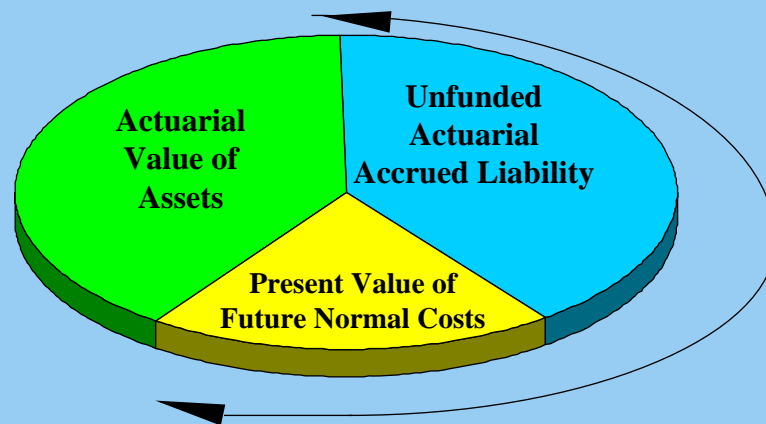 Actuarial
Value of
Assets
Unfunded
Actuarial
Accrued Liability
Present Value of
Future Normal Costs